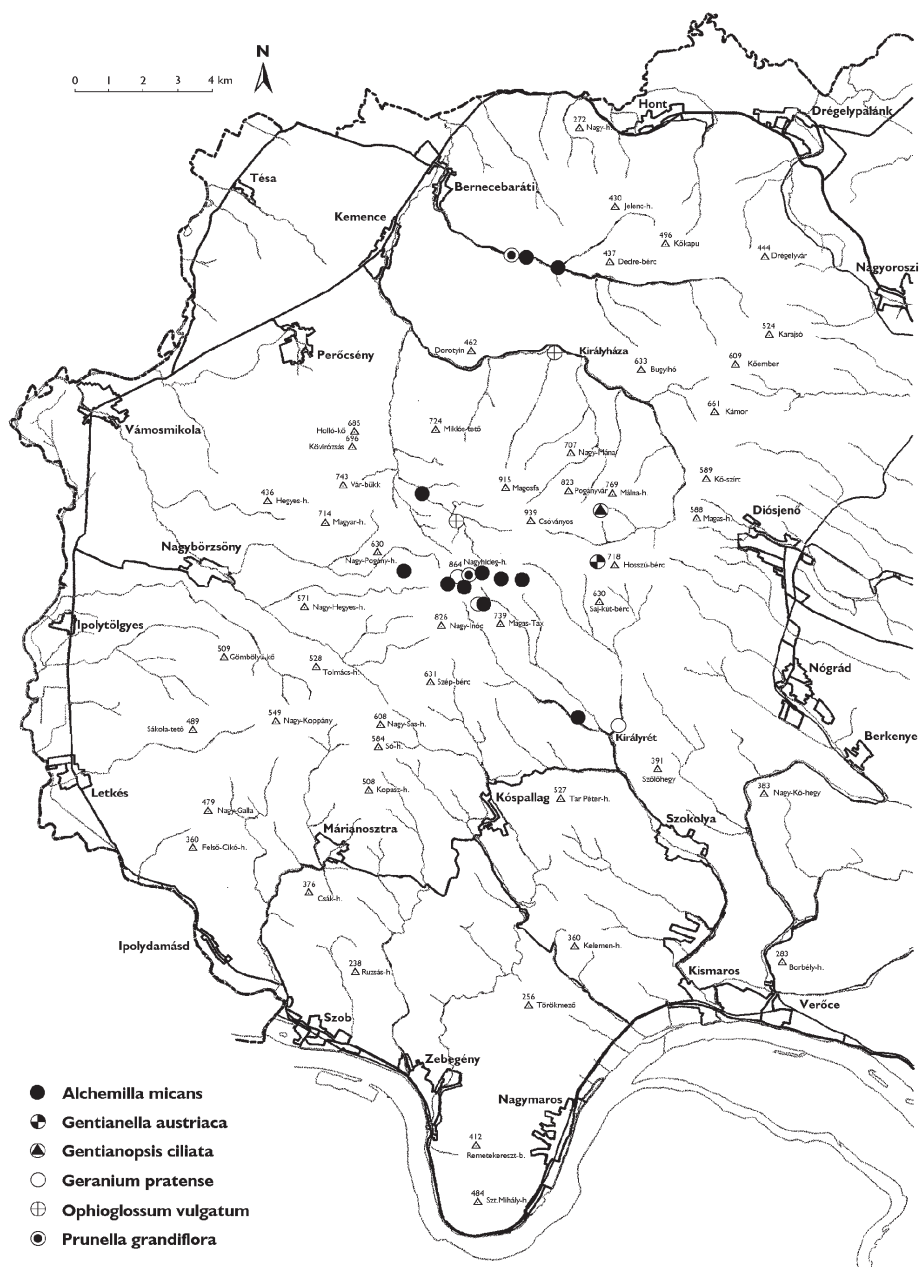 N
0 1 2 3 4 km
Hont
Drégelypalánk
272
Nagy-h.
Tésa
Bernecebaráti
430
Jelenc-h.
Kemence
496
Kőkapu
437
Dedre-bérc
444
Drégelyvár
Nagyoroszi
524
Karajsó
Perőcsény
462
Dorotyin
Királyháza
633
Bugyihó
609
Kőember
661
Kámor
Vámosmikola
685
Holló-kő
696
Kővirózsás
724
Miklós-tető
707
Nagy-Mána
743
Vár-bükk
915
Magosfa
823
Pogányvár
769
Málna-h.
589
Kő-szirt
436
Hegyes-h.
714
Magyar-h.
939
Csóványos
588
Magas-h.
Diósjenő
Nagybörzsöny
630
Nagy-Pogány-h.
864
Nagyhideg-h.
718
Hosszú-bérc
571
Nagy-Hegyes-h.
630
Saj-kút-bérc
Ipolytölgyes
826
Nagy-Inóc
739
Magas-Tax
509
Gömbölyű-kő
528
Tolmács-h.
631
Szép-bérc
Nógrád
489
Sákola-tető
549
Nagy-Koppány
608
Nagy-Sas-h.
584
Só-h.
Királyrét
Berkenye
391
Szőlőhegy
Letkés
508
Kopasz-h.
Kóspallag
527
Tar Péter-h.
383
Nagy-Kő-hegy
479
Nagy-Galla
Márianosztra
Szokolya
360
Felső-Cikó-h.
376
Csák-h.
Ipolydamásd
360
Kelemen-h.
238
Ruzsás-h.
Kismaros
283
Borbély-h.
256
Törökmező
Verőce
Szob
Zebegény
Nagymaros
412
Remetekereszt-b.
484
Szt.Mihály-h.
Alchemilla micans
Gentianella austriaca
Gentianopsis ciliata
Geranium pratense
Ophioglossum vulgatum
Prunella grandiflora